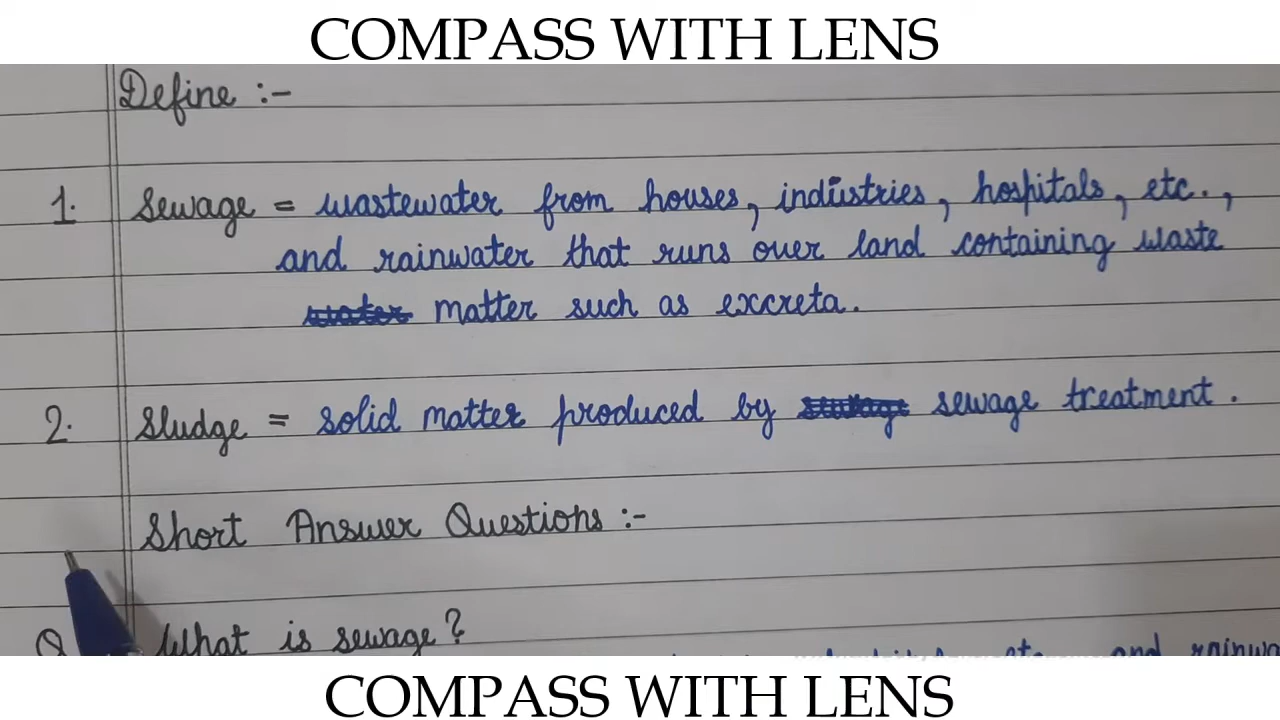 COMPASS WITH LENS
Define :-
1. Sewage = wastewater from houses, industries, hospitals, etc.,
and rainwater that runs over land containing waste
matter such as excreta.
2. Sludge = solid matter produced by sewage treatment.
Short Answer Questions :-
Q What is sewage?
and rainwa
COMPASS WITH LENS